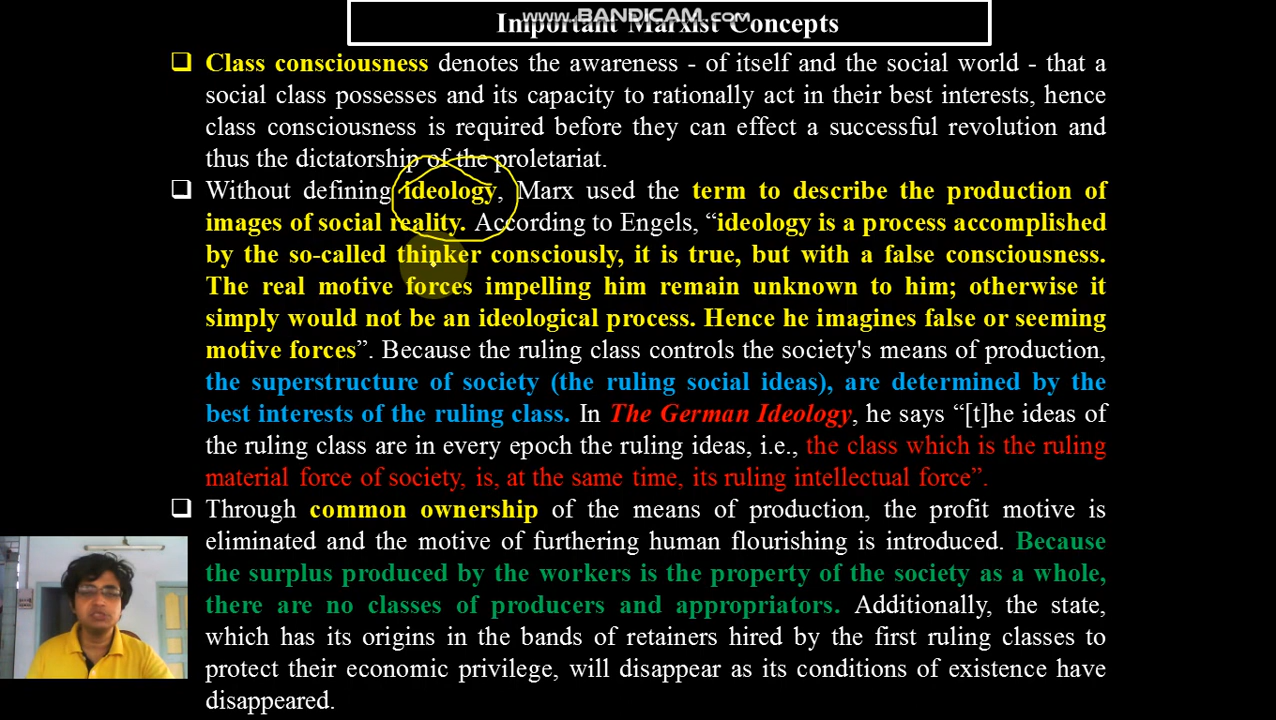 www.BANDICAM.com
Important Marxist Concepts
❑ Class consciousness denotes the awareness - of itself and the social world - that a
social class possesses and its capacity to rationally act in their best interests, hence
class consciousness is required before they can effect a successful revolution and
thus the dictatorship of the proletariat.
❑ Without defining ideology, Marx used the term to describe the production of
images of social reality. According to Engels, “ideology is a process accomplished
by the so-called thinker consciously, it is true, but with a false consciousness.
The real motive forces impelling him remain unknown to him; otherwise it
simply would not be an ideological process. Hence he imagines false or seeming
motive forces”. Because the ruling class controls the society's means of production,
the superstructure of society (the ruling social ideas), are determined by the
best interests of the ruling class. In The German Ideology, he says “[t]he ideas of
the ruling class are in every epoch the ruling ideas, i.e., the class which is the ruling
material force of society, is, at the same time, its ruling intellectual force”.
❑ Through common ownership of the means of production, the profit motive is
eliminated and the motive of furthering human flourishing is introduced. Because
the surplus produced by the workers is the property of the society as a whole,
there are no classes of producers and appropriators. Additionally, the state,
which has its origins in the bands of retainers hired by the first ruling classes to
protect their economic privilege, will disappear as its conditions of existence have
disappeared.